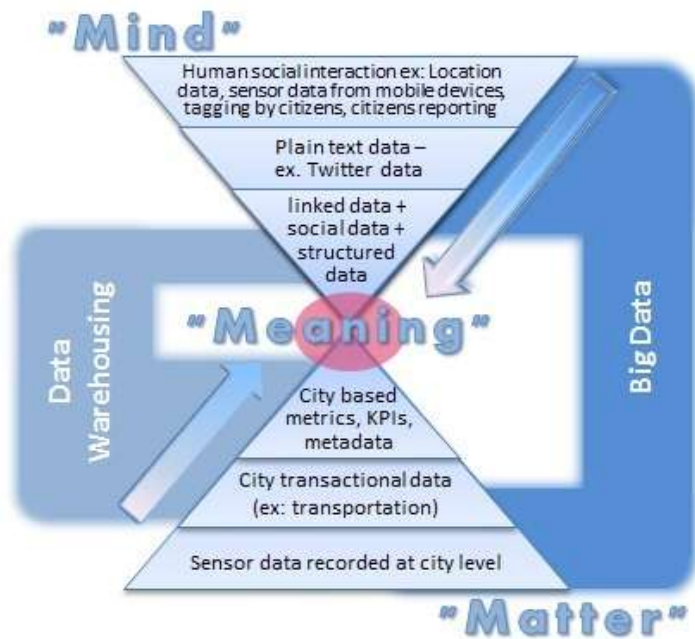 "Mind"
Human social interaction ex: Location
data, sensor data from mobile devices,
tagging by citizens, citizens reporting
Plain text data –
ex. Twitter data
linked data +
social data +
structured
data
"Meaning"
Data
Warehousing
Big Data
City based
metrics, KPIs,
metadata
City transactional data
(ex: transportation)
Sensor data recorded at city level
"Matter"